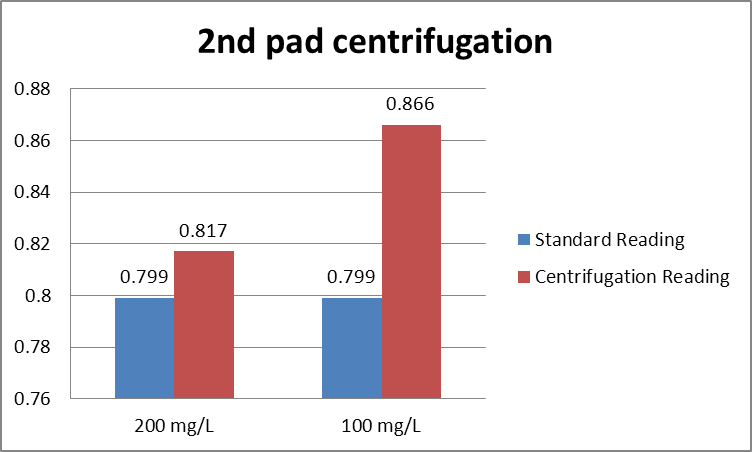 2nd pad centrifugation
0.88
0.86
0.84
0.82
0.8
0.78
0.76
0.799
0.817
0.799
0.866
200 mg/L
100 mg/L
Standard Reading
Centrifugation Reading